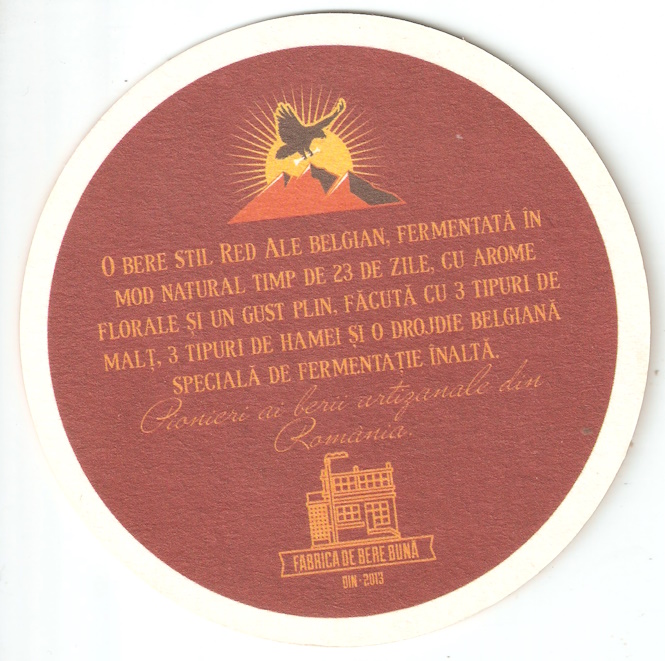 O BERE STIL RED ALE BELGIAN, FERMENTATĂ ÎN
MOD NATURAL TIMP DE 23 DE ZILE, CU AROME
FLORALE ȘI UN GUST PLIN, FĂCUTĂ CU 3 TIPURI DE
MALȚ, 3 TIPURI DE HAMEI ȘI O DROJDIE BELGIANĂ
SPECIALĂ DE FERMENTAȚIE ÎNALTĂ.
Pionieri ai berii artizanale din
România.
FABRICA DE BERE BUNĂ
DIN - 2013